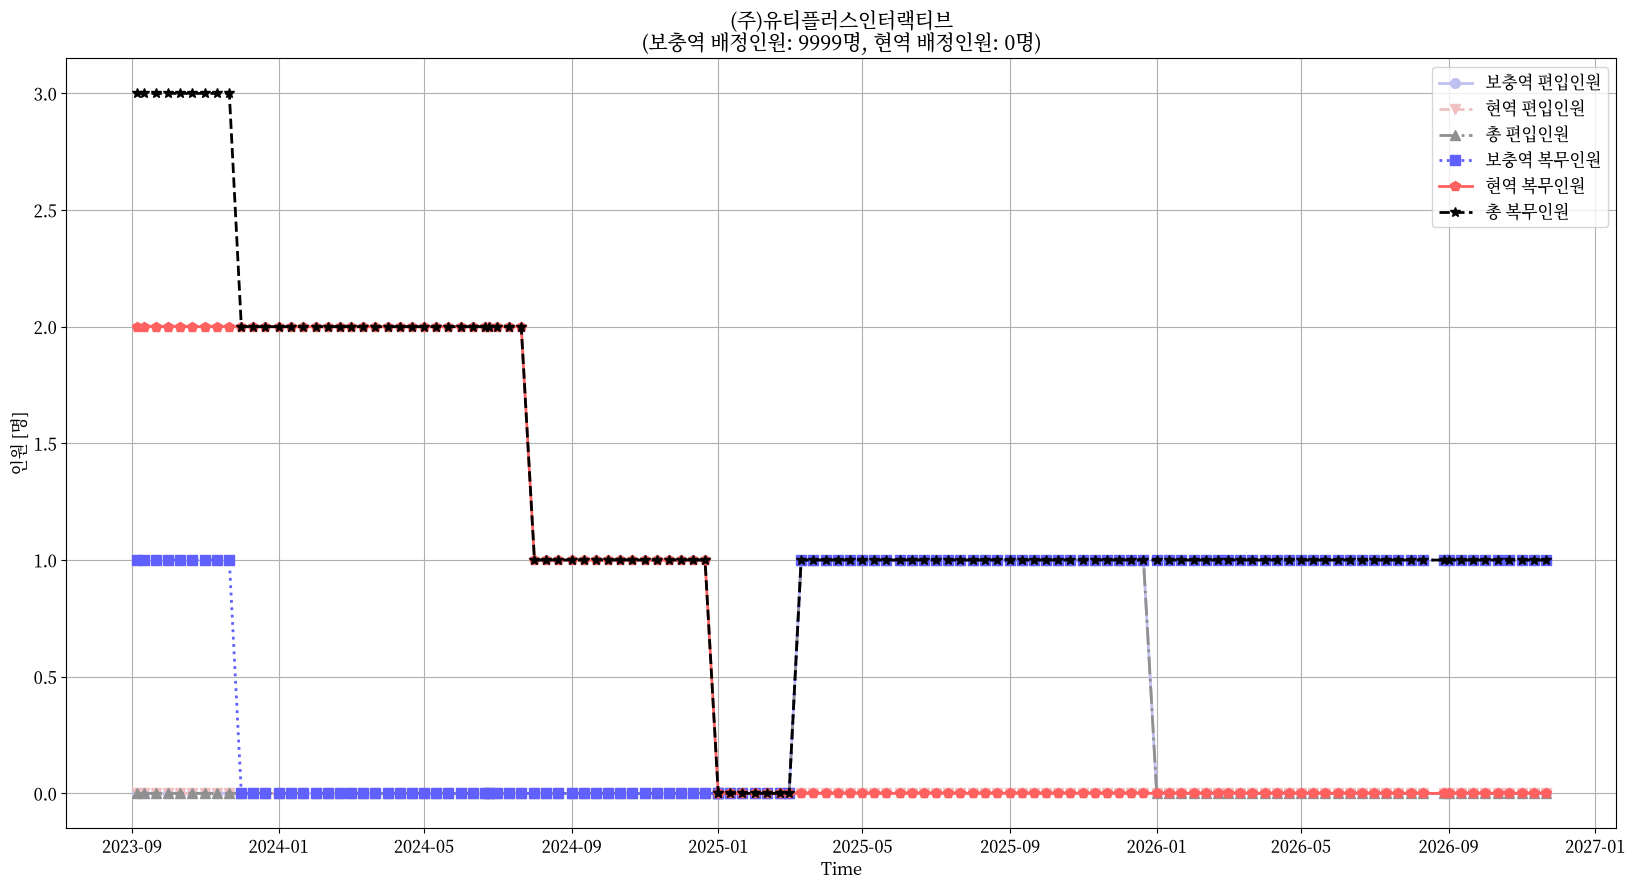 (주)유티플러스인터랙티브
(보충역 배정인원: 9999명, 현역 배정인원: 0명)
보충역 편입인원
현역 편입인원
총 편입인원
보충역 복무인원
현역 복무인원
총 복무인원
인원 [명]
3.0
2.5
2.0
1.5
1.0
0.5
0.0
2023-09
2024-01
2024-05
2024-09
2025-01
2025-05
2025-09
2026-01
2026-05
2026-09
2027-01
Time